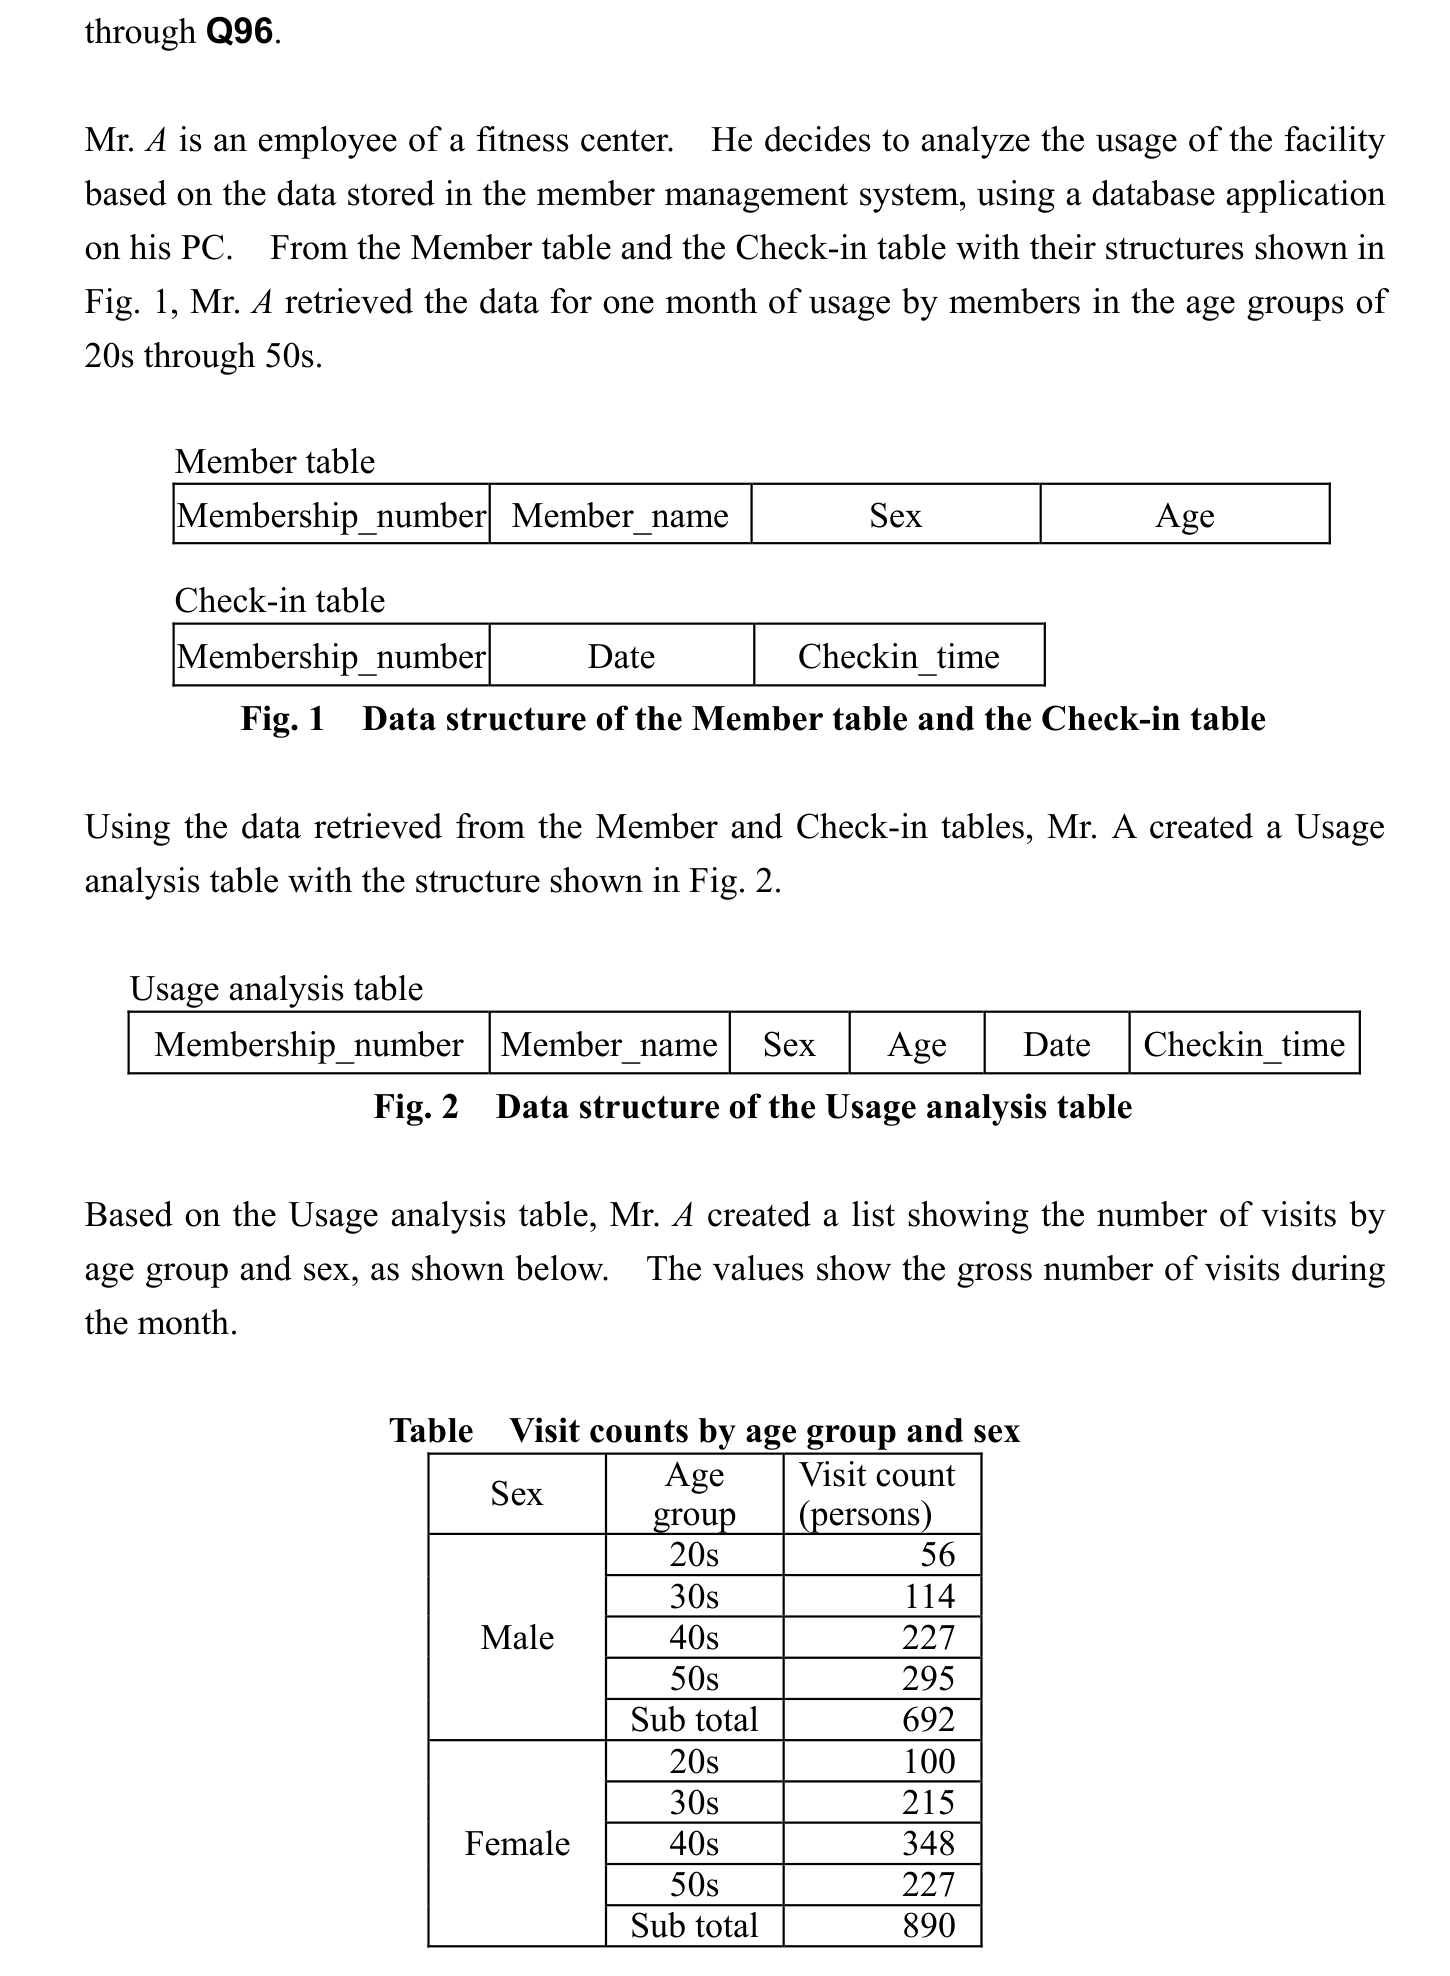 through Q96.
Mr. A is an employee of a fitness center. He decides to analyze the usage of the facility
based on the data stored in the member management system, using a database application
on his PC. From the Member table and the Check-in table with their structures shown in
Fig. 1, Mr. A retrieved the data for one month of usage by members in the age groups of
20s through 50s.
Member table
Membership_number Member_name Sex Age
Check-in table
Membership_number Date Checkin_time
Fig. 1 Data structure of the Member table and the Check-in table
Using the data retrieved from the Member and Check-in tables, Mr. A created a Usage
analysis table with the structure shown in Fig. 2.
Usage analysis table
Membership_number Member_name Sex Age Date Checkin_time
Fig. 2 Data structure of the Usage analysis table
Based on the Usage analysis table, Mr. A created a list showing the number of visits by
age group and sex, as shown below. The values show the gross number of visits during
the month.
Table Visit counts by age group and sex
Sex Age group Visit count (persons)
Male 20s 56
30s 114
40s 227
50s 295
Sub total 692
Female 20s 100
30s 215
40s 348
50s 227
Sub total 890